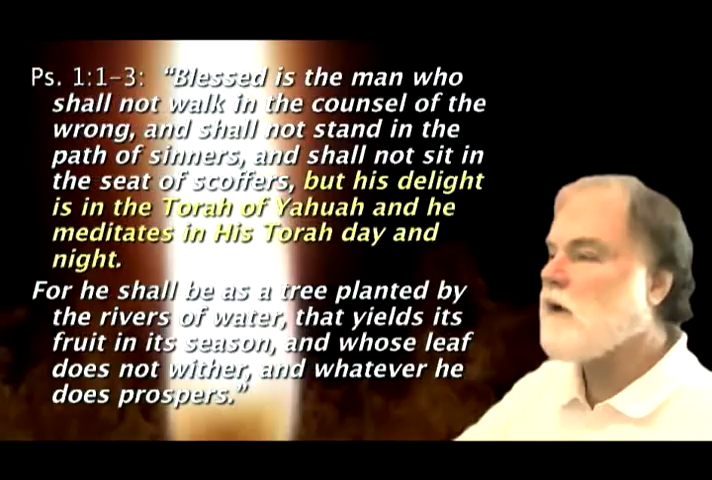 Ps. 1:1–3: “Blessed is the man who
shall not walk in the counsel of the
wrong, and shall not stand in the
path of sinners, and shall not sit in
the seat of scoffers, but his delight
is in the Torah of Yahuah and he
meditates in His Torah day and
night.
For he shall be as a tree planted by
the rivers of water, that yields its
fruit in its season, and whose leaf
does not wither, and whatever he
does prospers.”